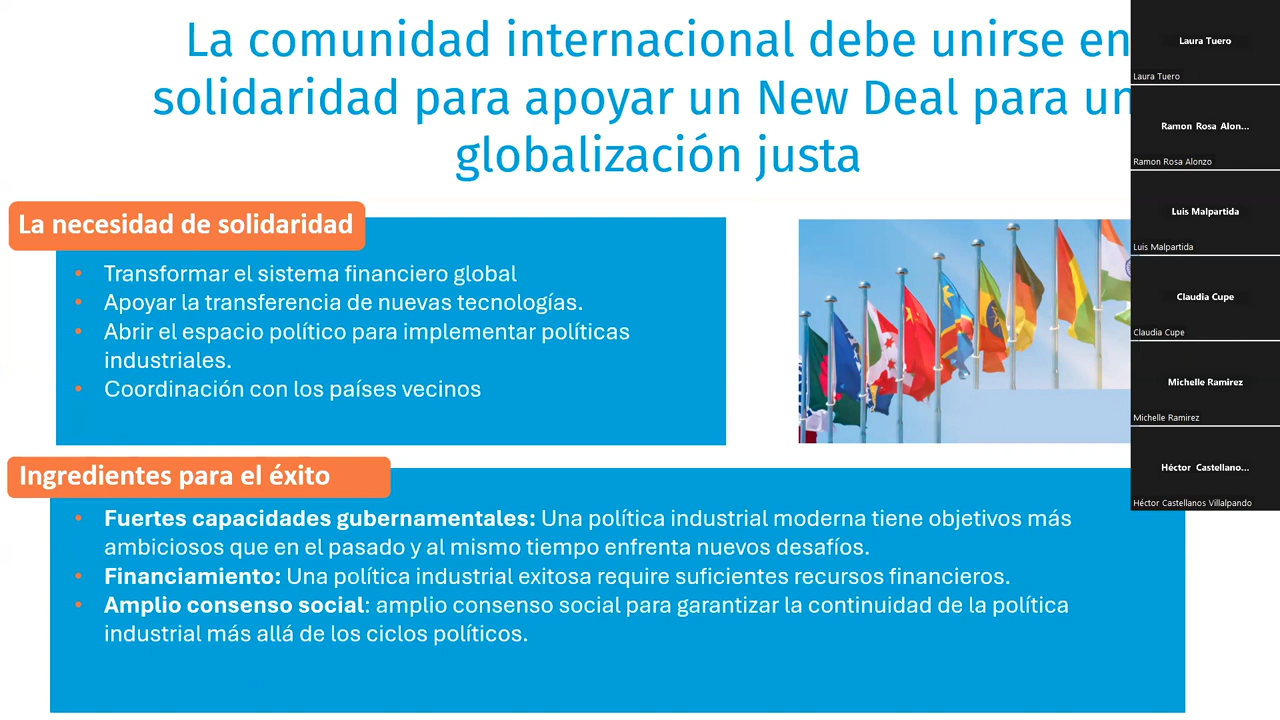 La comunidad internacional debe unirse en
solidaridad para apoyar un New Deal para un
globalización justa
La necesidad de solidaridad
• Transformar el sistema financiero global
• Apoyar la transferencia de nuevas tecnologías.
• Abrir el espacio político para implementar políticas
industriales.
• Coordinación con los países vecinos
Ingredientes para el éxito
• Fuertes capacidades gubernamentales: Una política industrial moderna tiene objetivos más
ambiciosos que en el pasado y al mismo tiempo enfrenta nuevos desafíos.
• Financiamiento: Una política industrial exitosa require suficientes recursos financieros.
• Amplio consenso social: amplio consenso social para garantizar la continuidad de la política
industrial más allá de los ciclos políticos.
Laura Tuero
Laura Tuero
Ramon Rosa Alon...
Ramon Rosa Alonzo
Luis Malpartida
Luis Malpartida
Claudia Cupe
Claudia Cupe
Michelle Ramirez
Michelle Ramirez
Héctor Castellano...
Héctor Castellanos Villalpando